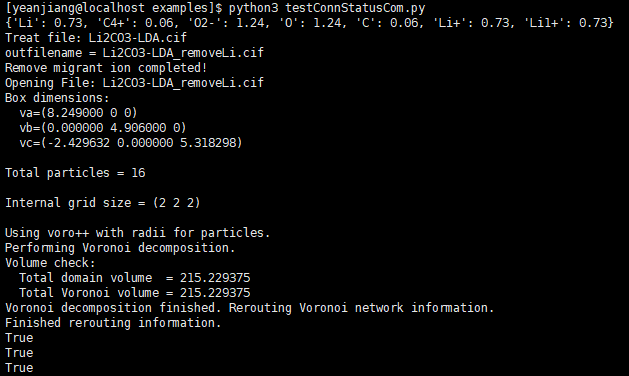 [yeanjiang@localhost examples]$ python3 testConnStatusCom.py
{'Li': 0.73, 'C4+': 0.06, 'O2-': 1.24, 'O': 1.24, 'C': 0.06, 'Li+': 0.73, 'Li1+': 0.73}
Treat file: Li2CO3-LDA.cif
outfilename = Li2CO3-LDA_removeLi.cif
Remove migrant ion completed!
Opening File: Li2CO3-LDA_removeLi.cif
Box dimensions:
  va=(8.249000 0 0)
  vb=(0.000000 4.906000 0)
  vc=(-2.429632 0.000000 5.318298)

Total particles = 16

Internal grid size = (2 2 2)

Using voro++ with radii for particles.
Performing Voronoi decomposition.
Volume check:
  Total domain volume  = 215.229375
  Total Voronoi volume = 215.229375
Voronoi decomposition finished. Rerouting Voronoi network information.
Finished rerouting information.
True
True
True